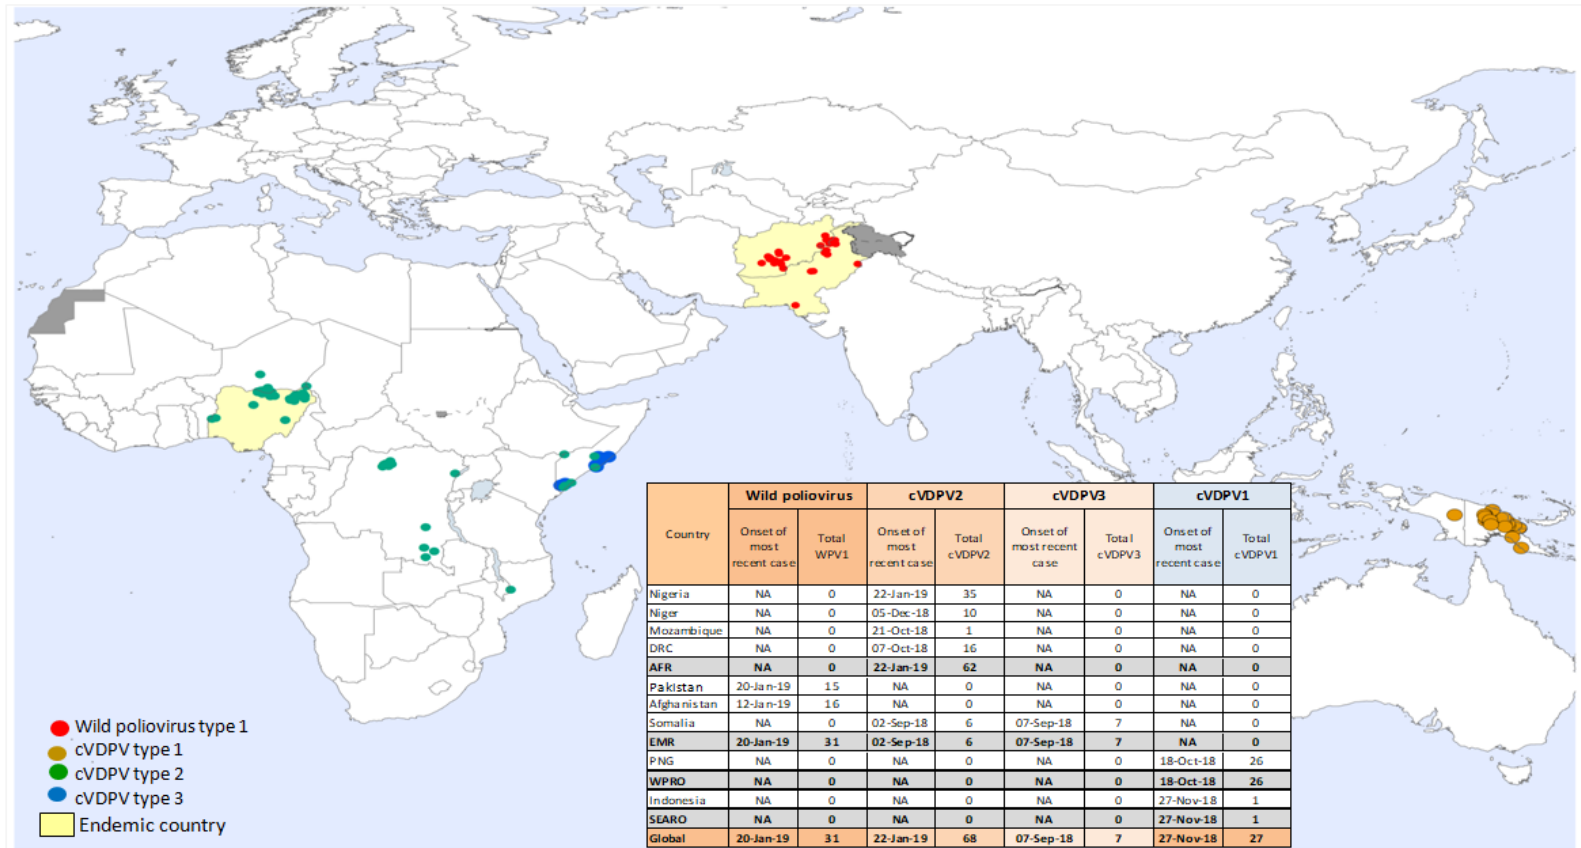 Wild poliovirus cVDPV2 cVDPV3 cVDPV1
Country Onset of most recent case Total WPV1 Onset of most recent case Total cVDPV2 Onset of most recent case Total cVDPV3 Onset of most recent case Total cVDPV1
Nigeria NA 0 22-Jan-19 35 NA 0 NA 0
Niger NA 0 05-Dec-18 10 NA 0 NA 0
Mozambique NA 0 21-Oct-18 1 NA 0 NA 0
DRC NA 0 07-Oct-18 16 NA 0 NA 0
AFR NA 0 22-Jan-19 62 NA 0 NA 0
Pakistan 20-Jan-19 15 NA 0 NA 0 NA 0
Afghanistan 12-Jan-19 16 NA 0 NA 0 NA 0
Somalia NA 0 02-Sep-18 6 07-Sep-18 7 NA 0
EMR 20-Jan-19 31 02-Sep-18 6 07-Sep-18 7 NA 0
PNG NA 0 NA 0 NA 0 18-Oct-18 26
WPRO NA 0 NA 0 NA 0 18-Oct-18 26
Indonesia NA 0 NA 0 NA 0 27-Nov-18 1
SEARO NA 0 NA 0 NA 0 27-Nov-18 1
Global 20-Jan-19 31 22-Jan-19 68 07-Sep-18 7 27-Nov-18 27
Wild poliovirus type 1
cVDPV type 1
cVDPV type 2
cVDPV type 3
Endemic country